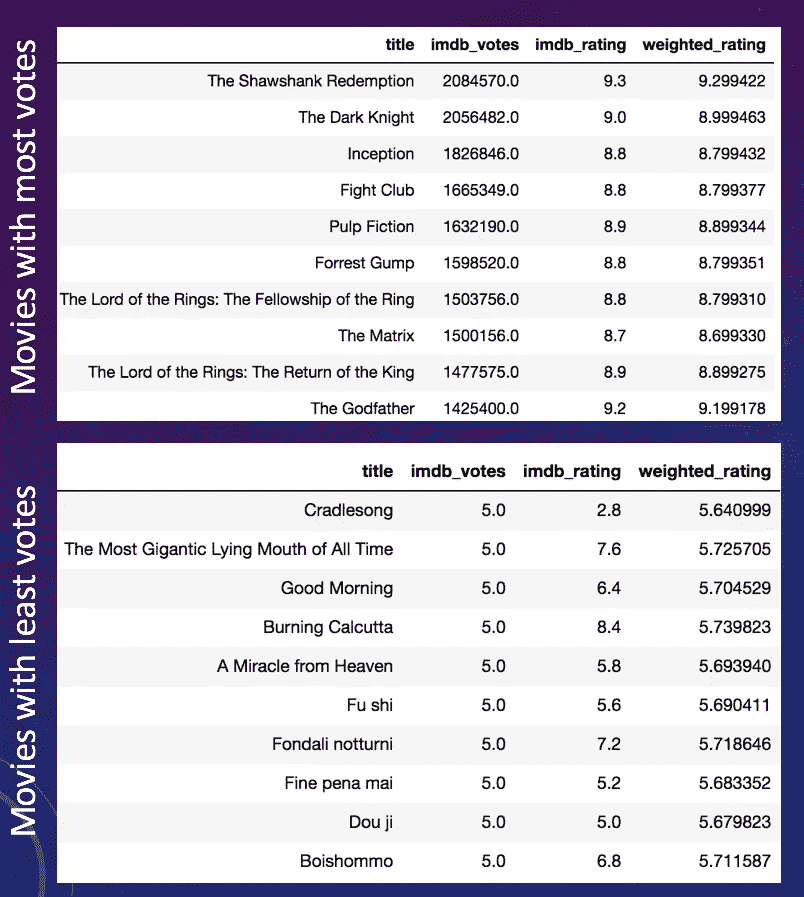 Movies with most votes
title imdb_votes imdb_rating weighted_rating
The Shawshank Redemption 2084570.0 9.3 9.299422
The Dark Knight 2056482.0 9.0 8.999463
Inception 1826846.0 8.8 8.799432
Fight Club 1665349.0 8.8 8.799377
Pulp Fiction 1632190.0 8.9 8.899344
Forrest Gump 1598520.0 8.8 8.799351
The Lord of the Rings: The Fellowship of the Ring 1503756.0 8.8 8.799310
The Matrix 1500156.0 8.7 8.699330
The Lord of the Rings: The Return of the King 1477575.0 8.9 8.899275
The Godfather 1425400.0 9.2 9.199178
Movies with least votes
title imdb_votes imdb_rating weighted_rating
Cradlesong 5.0 2.8 5.640999
The Most Gigantic Lying Mouth of All Time 5.0 7.6 5.725705
Good Morning 5.0 6.4 5.704529
Burning Calcutta 5.0 8.4 5.739823
A Miracle from Heaven 5.0 5.8 5.693940
Fu shi 5.0 5.6 5.690411
Fondali notturni 5.0 7.2 5.718646
Fine pena mai 5.0 5.2 5.683352
Dou ji 5.0 5.0 5.679823
Boishommo 5.0 6.8 5.711587